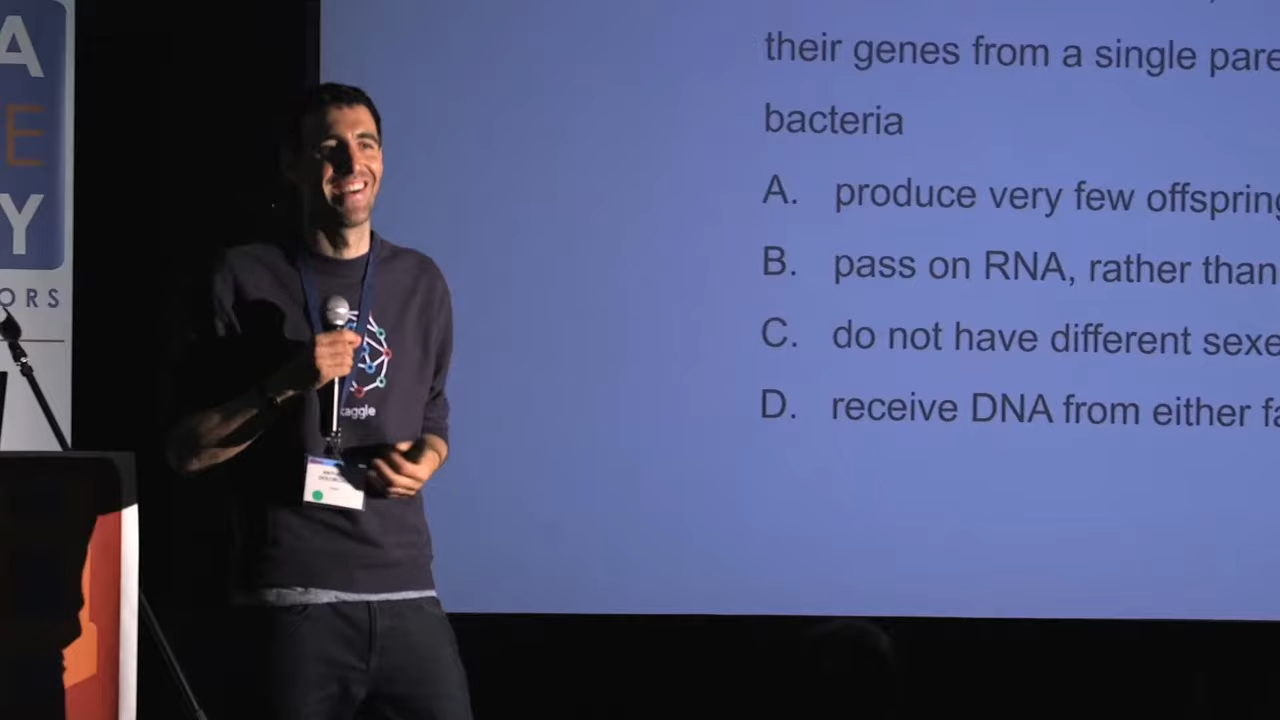 A
E
Y
ORS
their genes from a single pare
bacteria
A. produce very few offspring
B. pass on RNA, rather than
C. do not have different sexe
D. receive DNA from either fa
kaggle